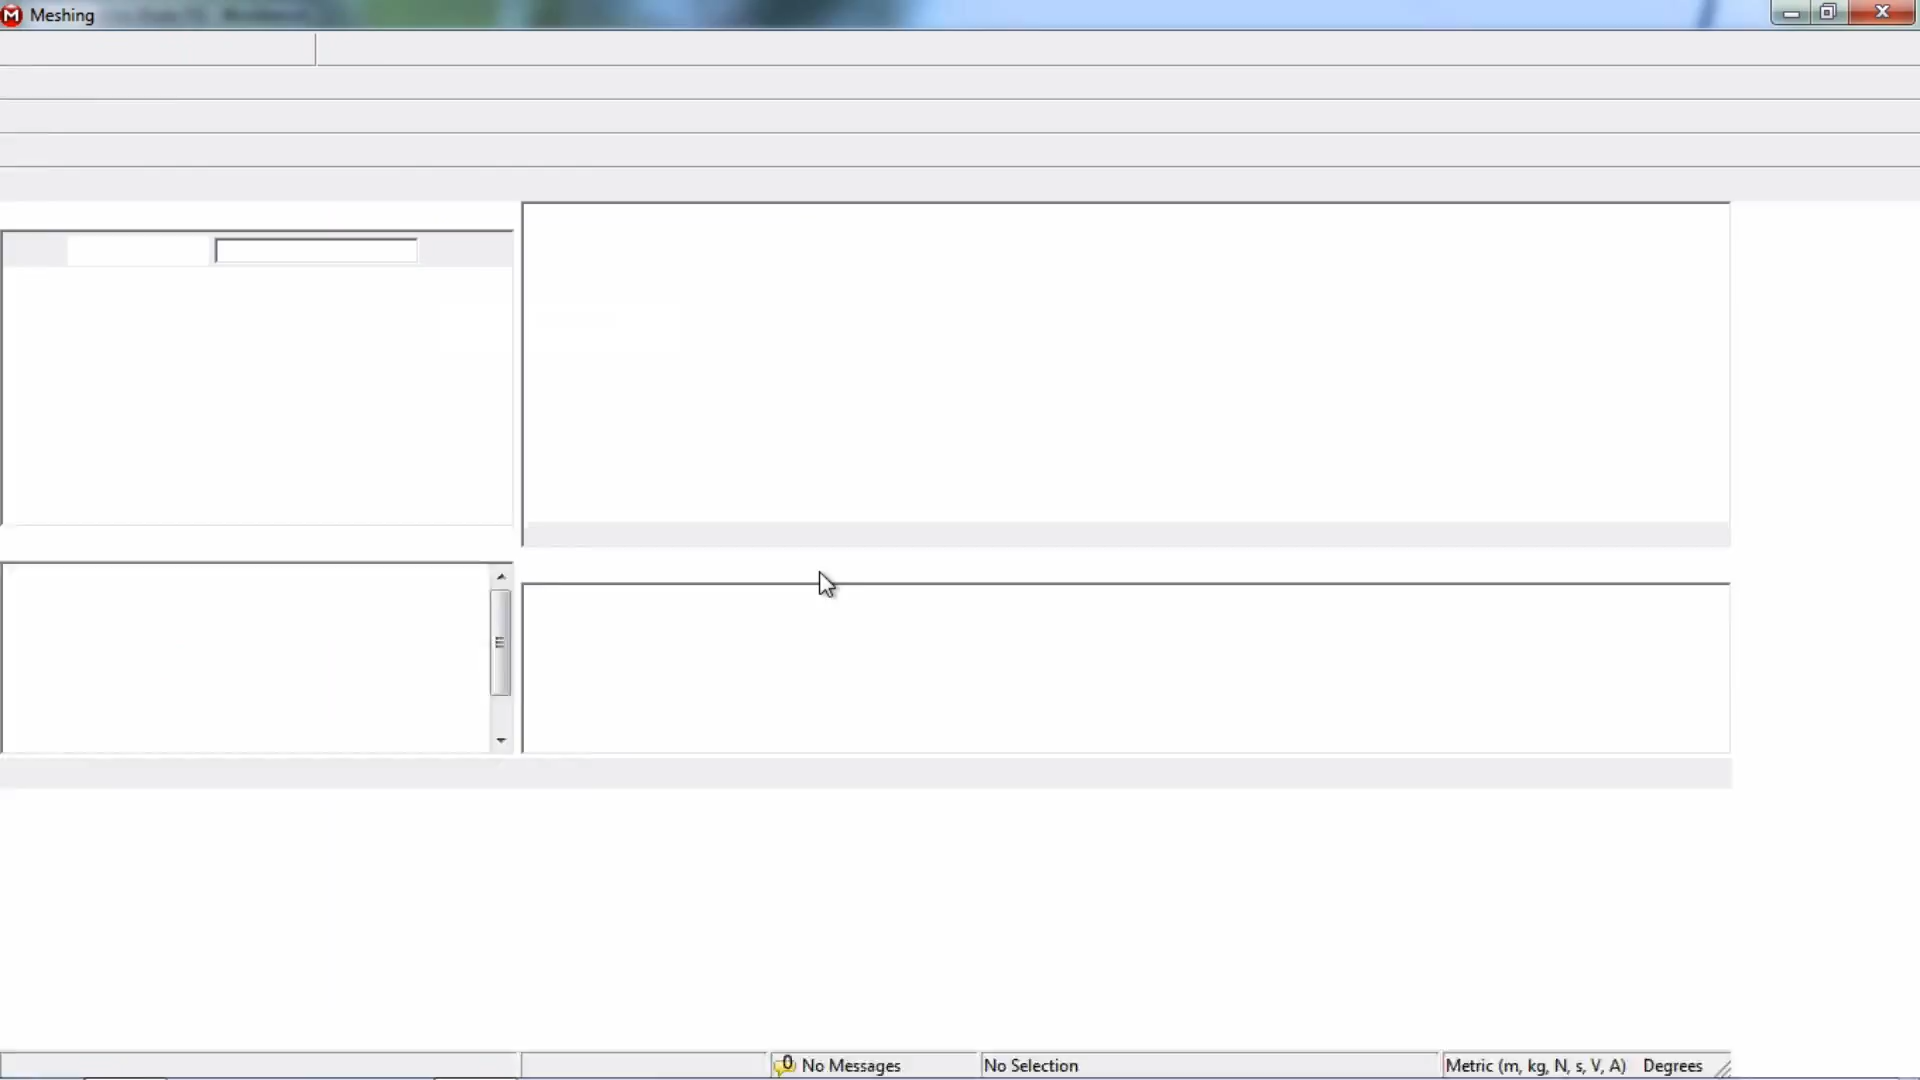 M Meshing
0 No Messages
No Selection
Metric (m, kg, N, s, V, A) Degrees